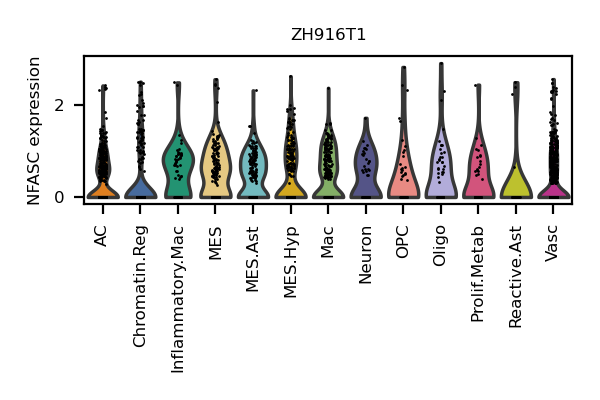 ZH916T1
NFASC expression
2
0
AC
Chromatin.Reg
Inflammatory.Mac
MES
MES.Ast
MES.Hyp
Mac
Neuron
OPC
Oligo
Prolif.Metab
Reactive.Ast
Vasc